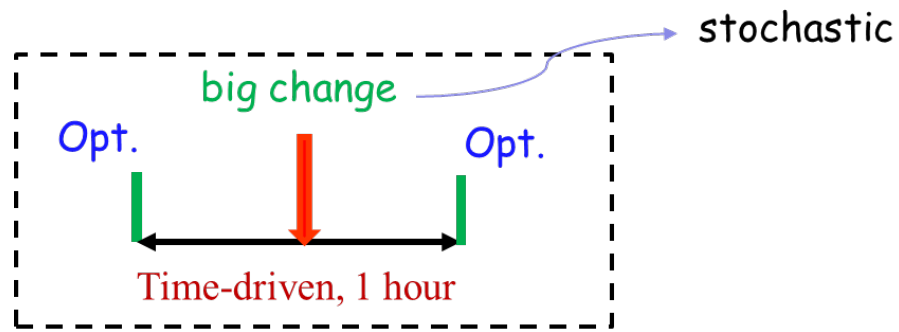 stochastic
big change
Opt.
Opt.
Time-driven, 1 hour